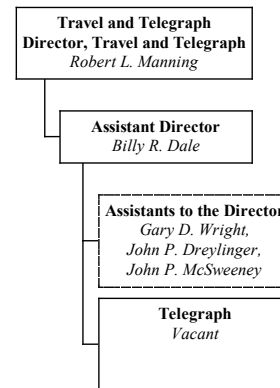 Travel and Telegraph
Director, Travel and Telegraph
Robert L. Manning
Assistant Director
Billy R. Dale
Assistants to the Director
Gary D. Wright,
John P. Dreylinger,
John P. McSweeney
Telegraph
Vacant